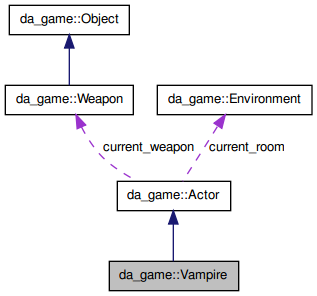 da_game::Object
da_game::Weapon
da_game::Environment
current_weapon
current_room
da_game::Actor
da_game::Vampire